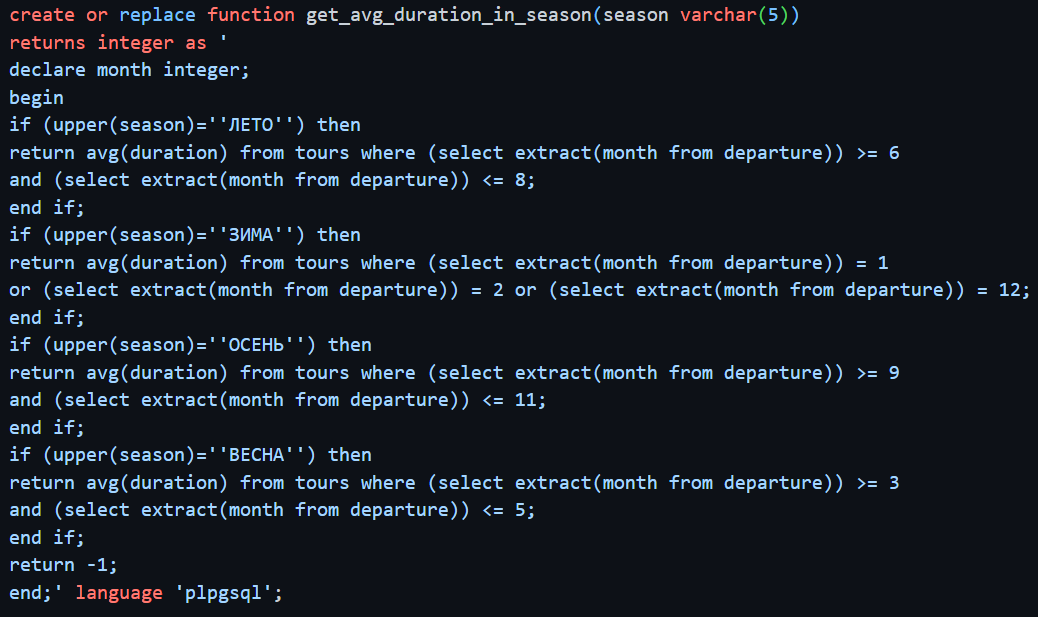 create or replace function get_avg_duration_in_season(season varchar(5))
returns integer as '
declare month integer;
begin
if (upper(season)=''ЛЕТО'') then
return avg(duration) from tours where (select extract(month from departure)) >= 6
and (select extract(month from departure)) <= 8;
end if;
if (upper(season)=''ЗИМА'') then
return avg(duration) from tours where (select extract(month from departure)) = 1
or (select extract(month from departure)) = 2 or (select extract(month from departure)) = 12;
end if;
if (upper(season)=''ОСЕНЬ'') then
return avg(duration) from tours where (select extract(month from departure)) >= 9
and (select extract(month from departure)) <= 11;
end if;
if (upper(season)=''ВЕСНА'') then
return avg(duration) from tours where (select extract(month from departure)) >= 3
and (select extract(month from departure)) <= 5;
end if;
return -1;
end;' language 'plpgsql';